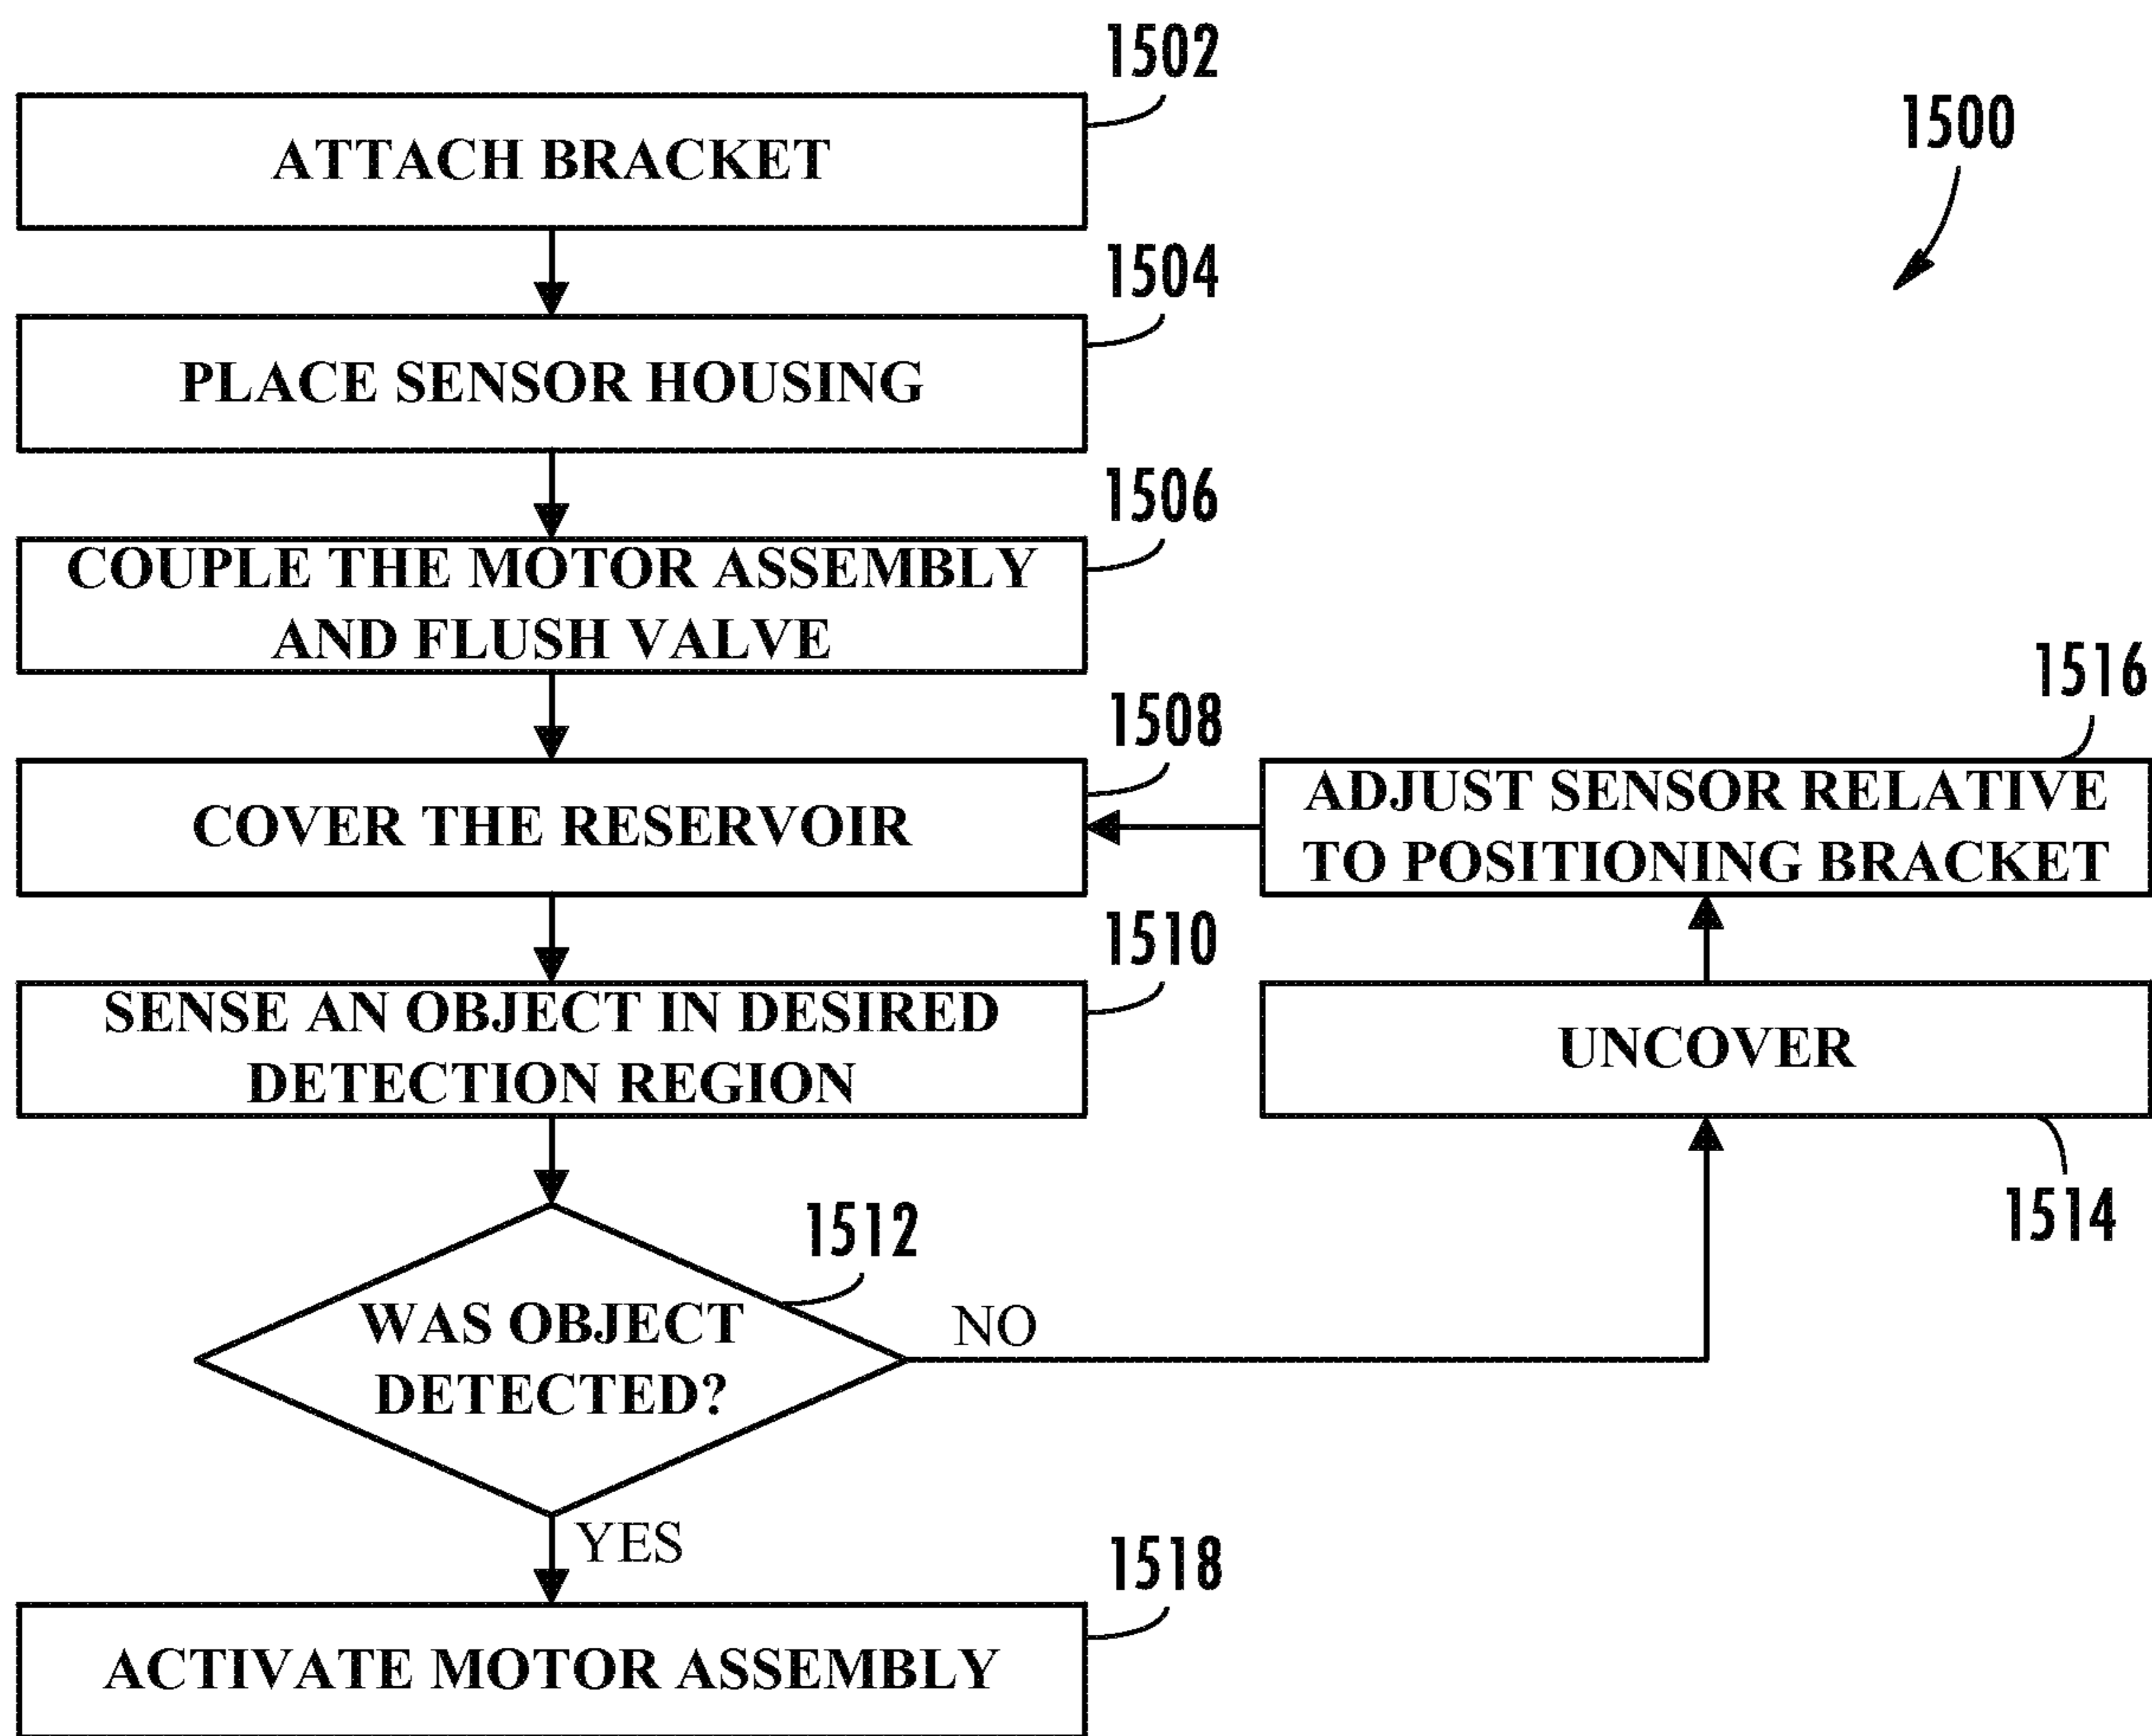 1502
1500
ATTACH BRACKET
1504
PLACE SENSOR HOUSING
1506
COUPLE THE MOTOR ASSEMBLY
AND FLUSH VALVE
1508
COVER THE RESERVOIR
1516
ADJUST SENSOR RELATIVE
TO POSITIONING BRACKET
1510
SENSE AN OBJECT IN DESIRED
DETECTION REGION
UNCOVER
1514
1512
WAS OBJECT
DETECTED?
NO
YES
1518
ACTIVATE MOTOR ASSEMBLY